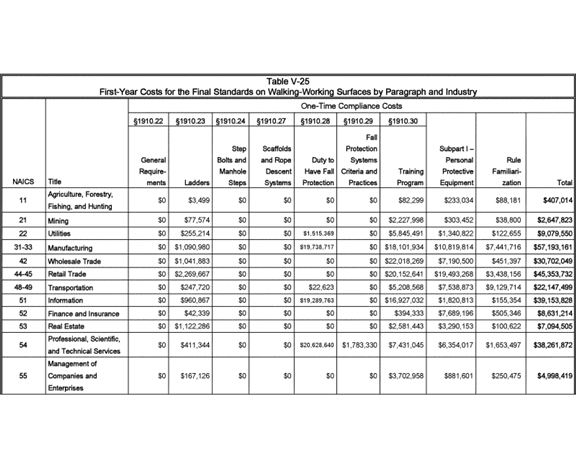 Table V-25
First-Year Costs for the Final Standards on Walking-Working Surfaces by Paragraph and Industry
One-Time Compliance Costs
§1910.22 §1910.23 §1910.24 §1910.27 §1910.28 §1910.29 §1910.30
NAICS Title General Require-ments Ladders Step Bolts and Manhole Steps Scaffolds and Rope Descent Systems Duty to Have Fall Protection Fall Protection Systems Criteria and Practices Training Program Subpart I – Personal Protective Equipment Rule Familiari-zation Total
11 Agriculture, Forestry, Fishing, and Hunting $0 $3,499 $0 $0 $0 $0 $82,299 $233,034 $88,181 $407,014
21 Mining $0 $77,574 $0 $0 $0 $0 $2,227,998 $303,452 $38,800 $2,647,823
22 Utilities $0 $255,214 $0 $0 $1,515,369 $0 $5,845,491 $1,340,822 $122,655 $9,079,550
31-33 Manufacturing $0 $1,090,980 $0 $0 $19,738,717 $0 $18,101,934 $10,819,814 $7,441,716 $57,193,161
42 Wholesale Trade $0 $1,041,883 $0 $0 $0 $0 $22,018,269 $7,190,500 $451,397 $30,702,049
44-45 Retail Trade $0 $2,269,667 $0 $0 $0 $0 $20,152,641 $19,493,268 $3,438,156 $45,353,732
48-49 Transportation $0 $247,720 $0 $0 $22,623 $0 $5,208,568 $7,538,873 $9,129,714 $22,147,499
51 Information $0 $960,867 $0 $0 $19,289,763 $0 $16,927,032 $1,820,813 $155,354 $39,153,828
52 Finance and Insurance $0 $42,339 $0 $0 $0 $0 $394,333 $7,689,196 $505,346 $8,631,214
53 Real Estate $0 $1,122,286 $0 $0 $0 $0 $2,581,443 $3,290,153 $100,622 $7,094,505
54 Professional, Scientific, and Technical Services $0 $411,344 $0 $0 $20,628,640 $1,783,330 $7,431,045 $6,354,017 $1,653,497 $38,261,872
55 Management of Companies and Enterprises $0 $167,126 $0 $0 $0 $0 $3,702,958 $881,601 $250,475 $4,998,419